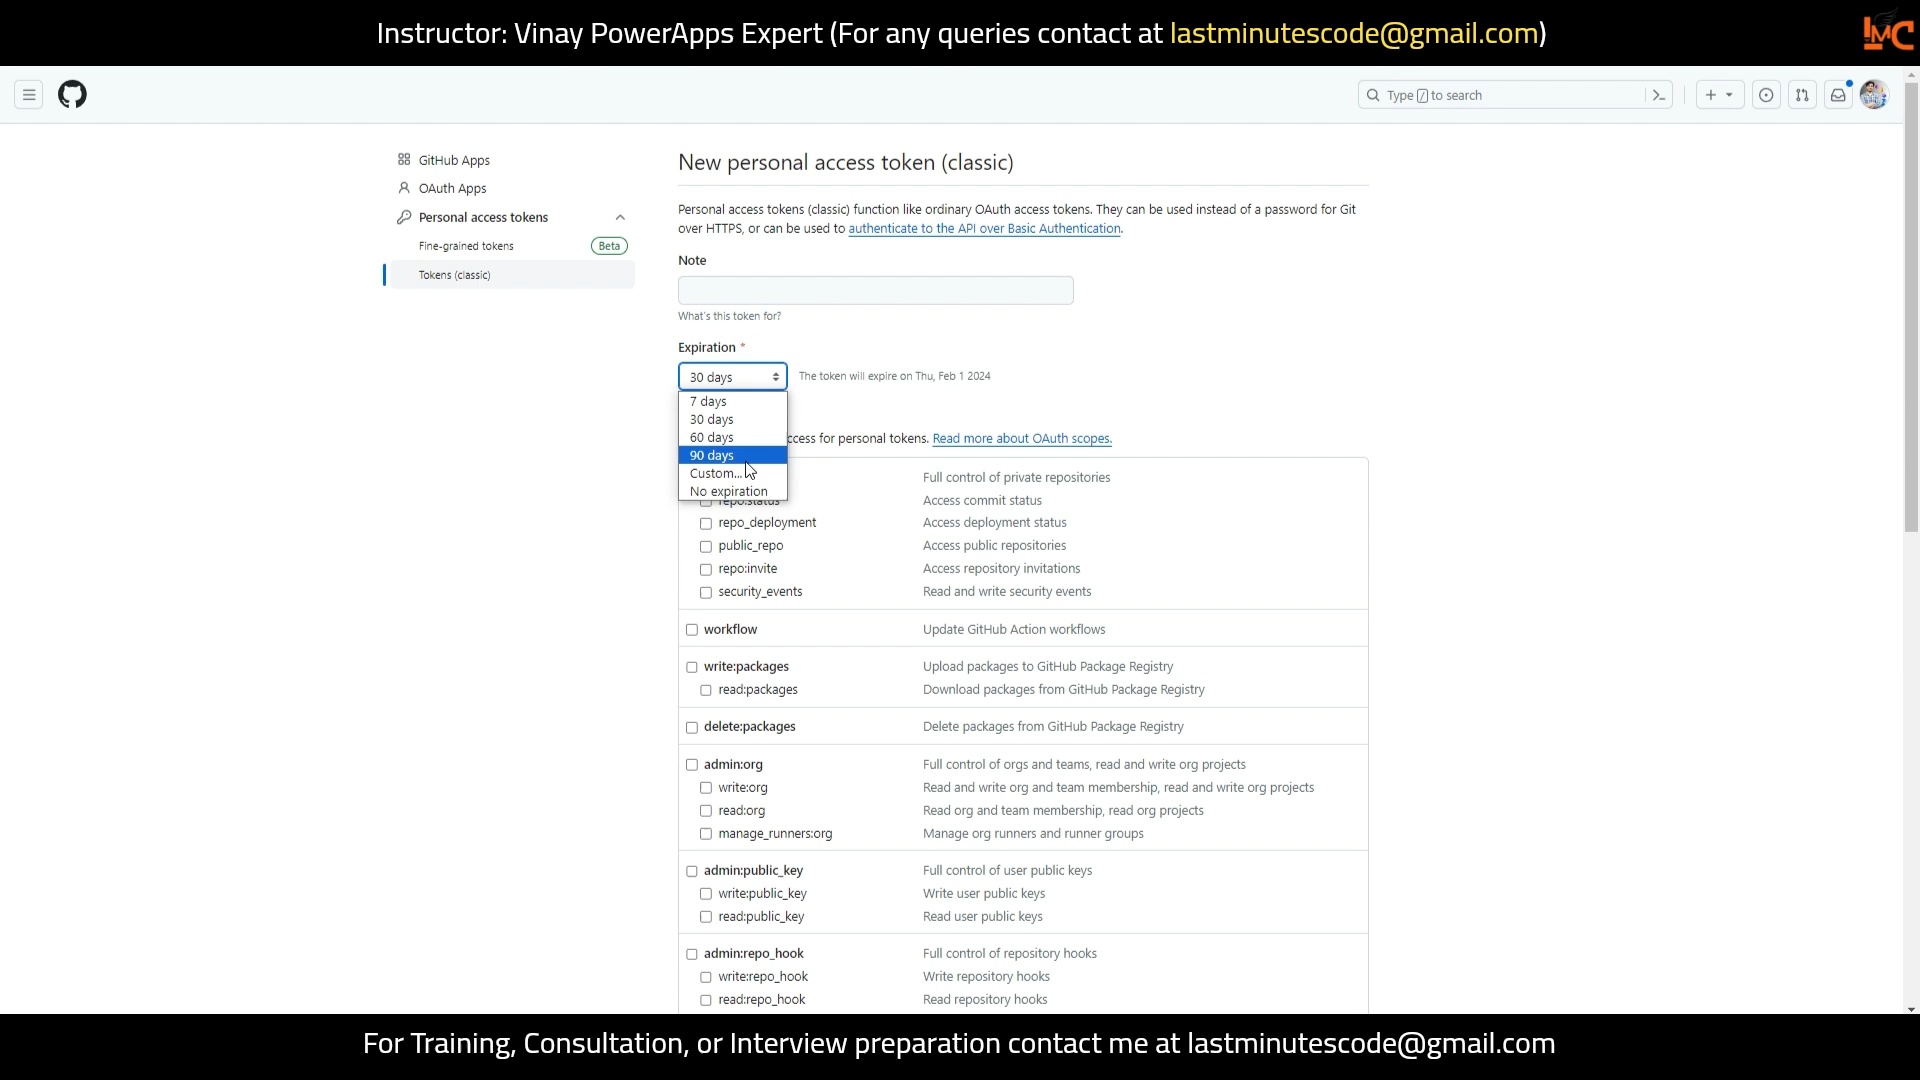 Instructor: Vinay PowerApps Expert (For any queries contact at lastminutescode@gmail.com)
LMC
Type / to search
GitHub Apps
OAuth Apps
Personal access tokens
Fine-grained tokens Beta
Tokens (classic)
New personal access token (classic)
Personal access tokens (classic) function like ordinary OAuth access tokens. They can be used instead of a password for Git
over HTTPS, or can be used to authenticate to the API over Basic Authentication.
Note
What's this token for?
Expiration *
30 days The token will expire on Thu, Feb 1 2024
7 days
30 days
60 days
90 days
Custom...
No expiration
ccess for personal tokens. Read more about OAuth scopes.
Full control of private repositories
repo:status Access commit status
repo_deployment Access deployment status
public_repo Access public repositories
repo:invite Access repository invitations
security_events Read and write security events
workflow Update GitHub Action workflows
write:packages Upload packages to GitHub Package Registry
read:packages Download packages from GitHub Package Registry
delete:packages Delete packages from GitHub Package Registry
admin:org Full control of orgs and teams, read and write org projects
write:org Read and write org and team membership, read and write org projects
read:org Read org and team membership, read org projects
manage_runners:org Manage org runners and runner groups
admin:public_key Full control of user public keys
write:public_key Write user public keys
read:public_key Read user public keys
admin:repo_hook Full control of repository hooks
write:repo_hook Write repository hooks
read:repo_hook Read repository hooks
For Training, Consultation, or Interview preparation contact me at lastminutescode@gmail.com